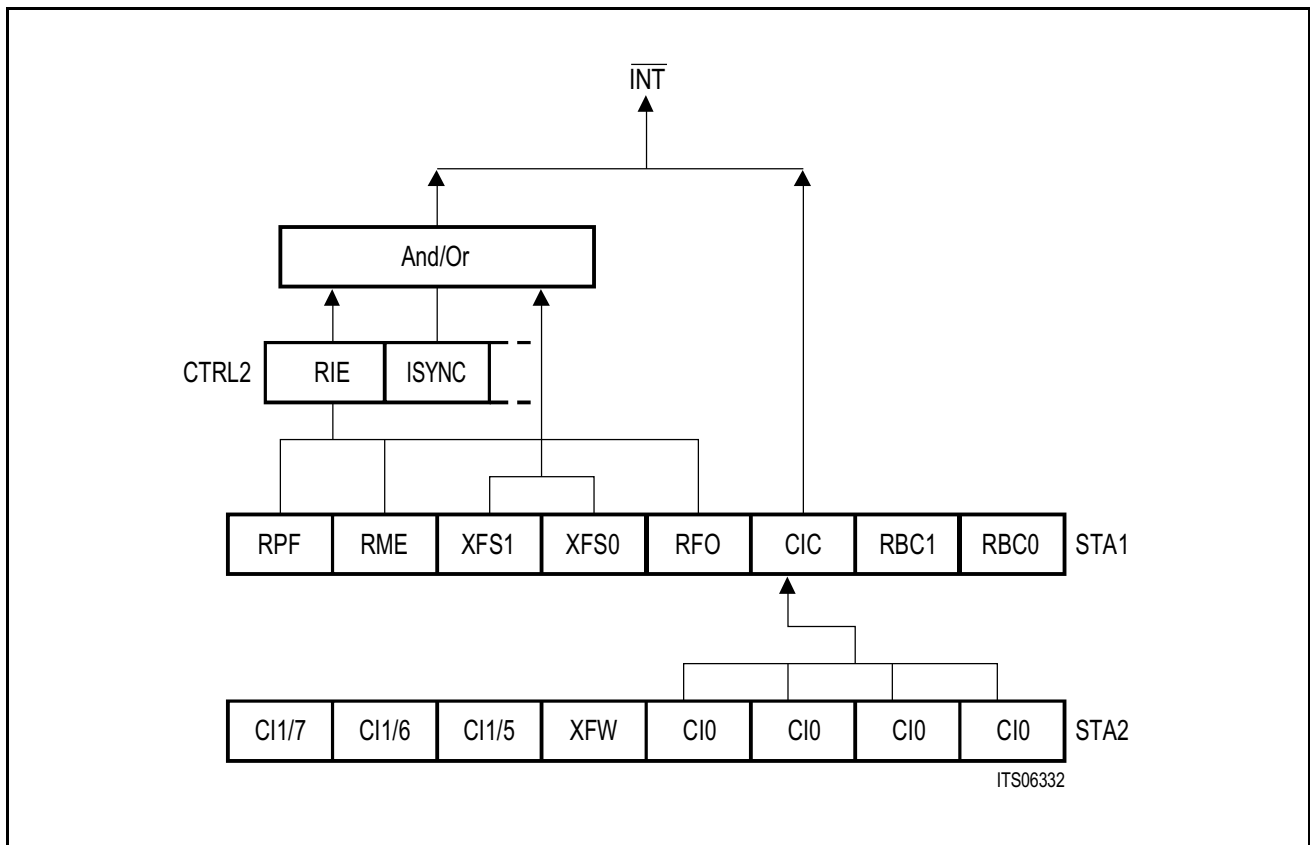 INT
And/Or
CTRL2 RIE ISYNC
RPF RME XFS1 XFS0 RFO CIC RBC1 RBC0 STA1
CI1/7 CI1/6 CI1/5 XFW CI0 CI0 CI0 CI0 STA2
ITS06332